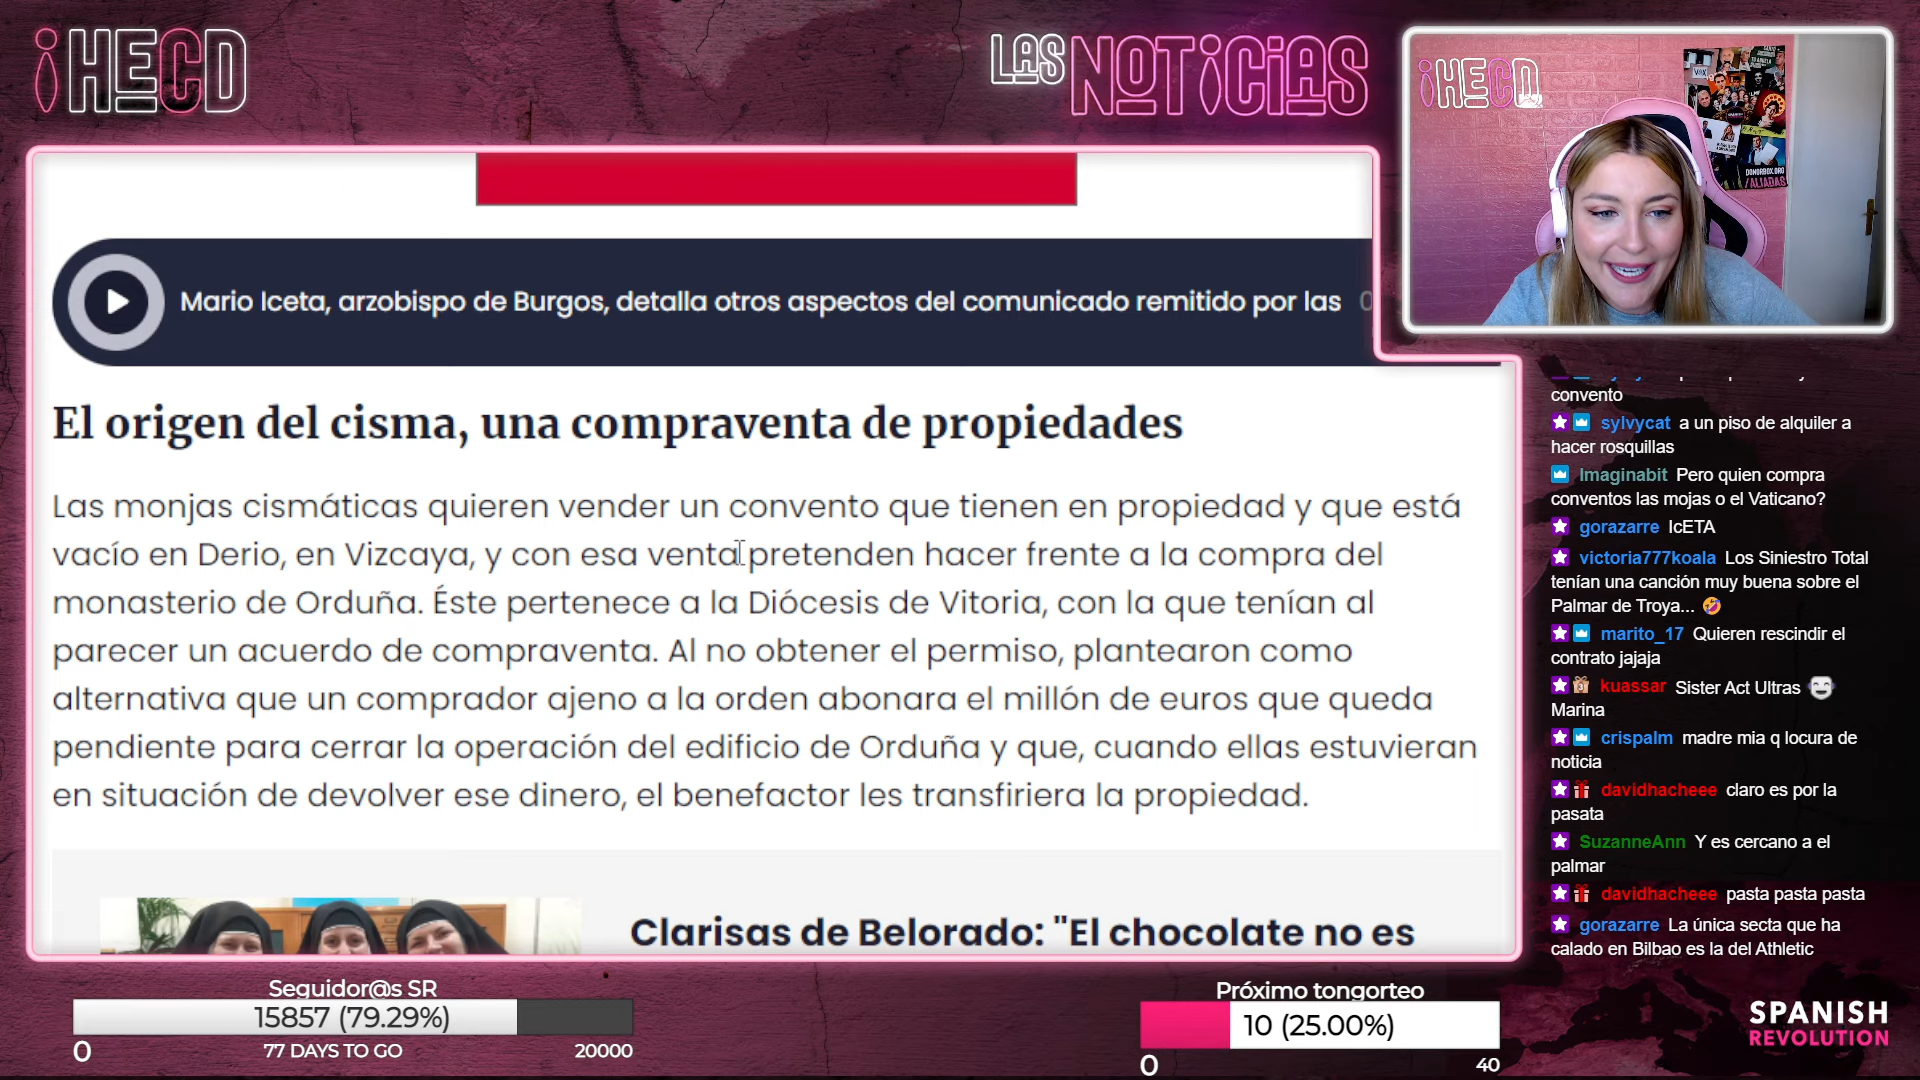 ¡HECD
LAS NOTICIAS
¡HECD
VOX
DONORBOX.ORG
/ALIADAS
Mario Iceta, arzobispo de Burgos, detalla otros aspectos del comunicado remitido por las
El origen del cisma, una compraventa de propiedades
Las monjas cismáticas quieren vender un convento que tienen en propiedad y que está
vacío en Derio, en Vizcaya, y con esa venta pretenden hacer frente a la compra del
monasterio de Orduña. Éste pertenece a la Diócesis de Vitoria, con la que tenían al
parecer un acuerdo de compraventa. Al no obtener el permiso, plantearon como
alternativa que un comprador ajeno a la orden abonara el millón de euros que queda
pendiente para cerrar la operación del edificio de Orduña y que, cuando ellas estuvieran
en situación de devolver ese dinero, el benefactor les transfiriera la propiedad.
Clarisas de Belorado: "El chocolate no es
convento
sylvycat a un piso de alquiler a
hacer rosquillas
Imaginabit Pero quien compra
conventos las mojas o el Vaticano?
gorazarre IcETA
victoria777koala Los Siniestro Total
tenían una canción muy buena sobre el
Palmar de Troya... 🤣
marito_17 Quieren rescindir el
contrato jajaja
kuassar Sister Act Ultras
Marina
crispalm madre mia q locura de
noticia
davidhacheee claro es por la
pasata
SuzanneAnn Y es cercano a el
palmar
davidhacheee pasta pasta pasta
gorazarre La única secta que ha
calado en Bilbao es la del Athletic
Seguidor@s SR
15857 (79.29%)
0 77 DAYS TO GO 20000
Próximo tongorteo
10 (25.00%)
0 40
SPANISH
REVOLUTION